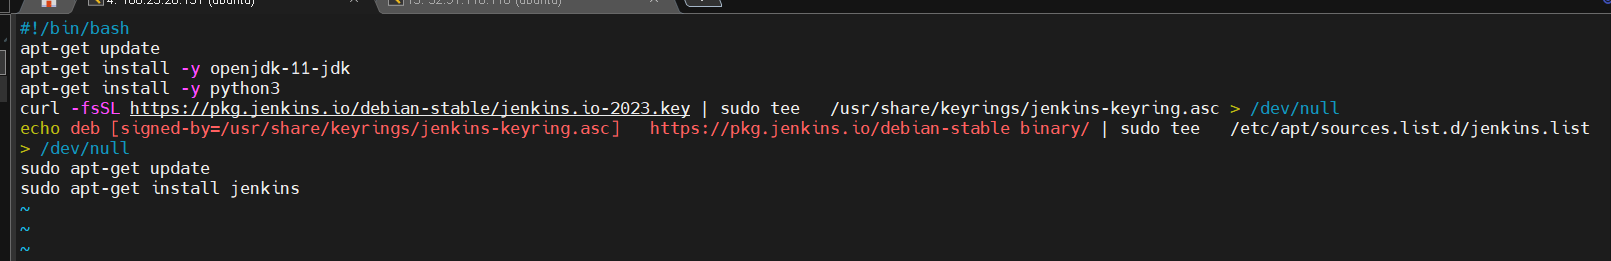 #!/bin/bash
apt-get update
apt-get install -y openjdk-11-jdk
apt-get install -y python3
curl -fsSL https://pkg.jenkins.io/debian-stable/jenkins.io-2023.key | sudo tee   /usr/share/keyrings/jenkins-keyring.asc > /dev/null
echo deb [signed-by=/usr/share/keyrings/jenkins-keyring.asc]   https://pkg.jenkins.io/debian-stable binary/ | sudo tee   /etc/apt/sources.list.d/jenkins.list
> /dev/null
sudo apt-get update
sudo apt-get install jenkins
~
~
~